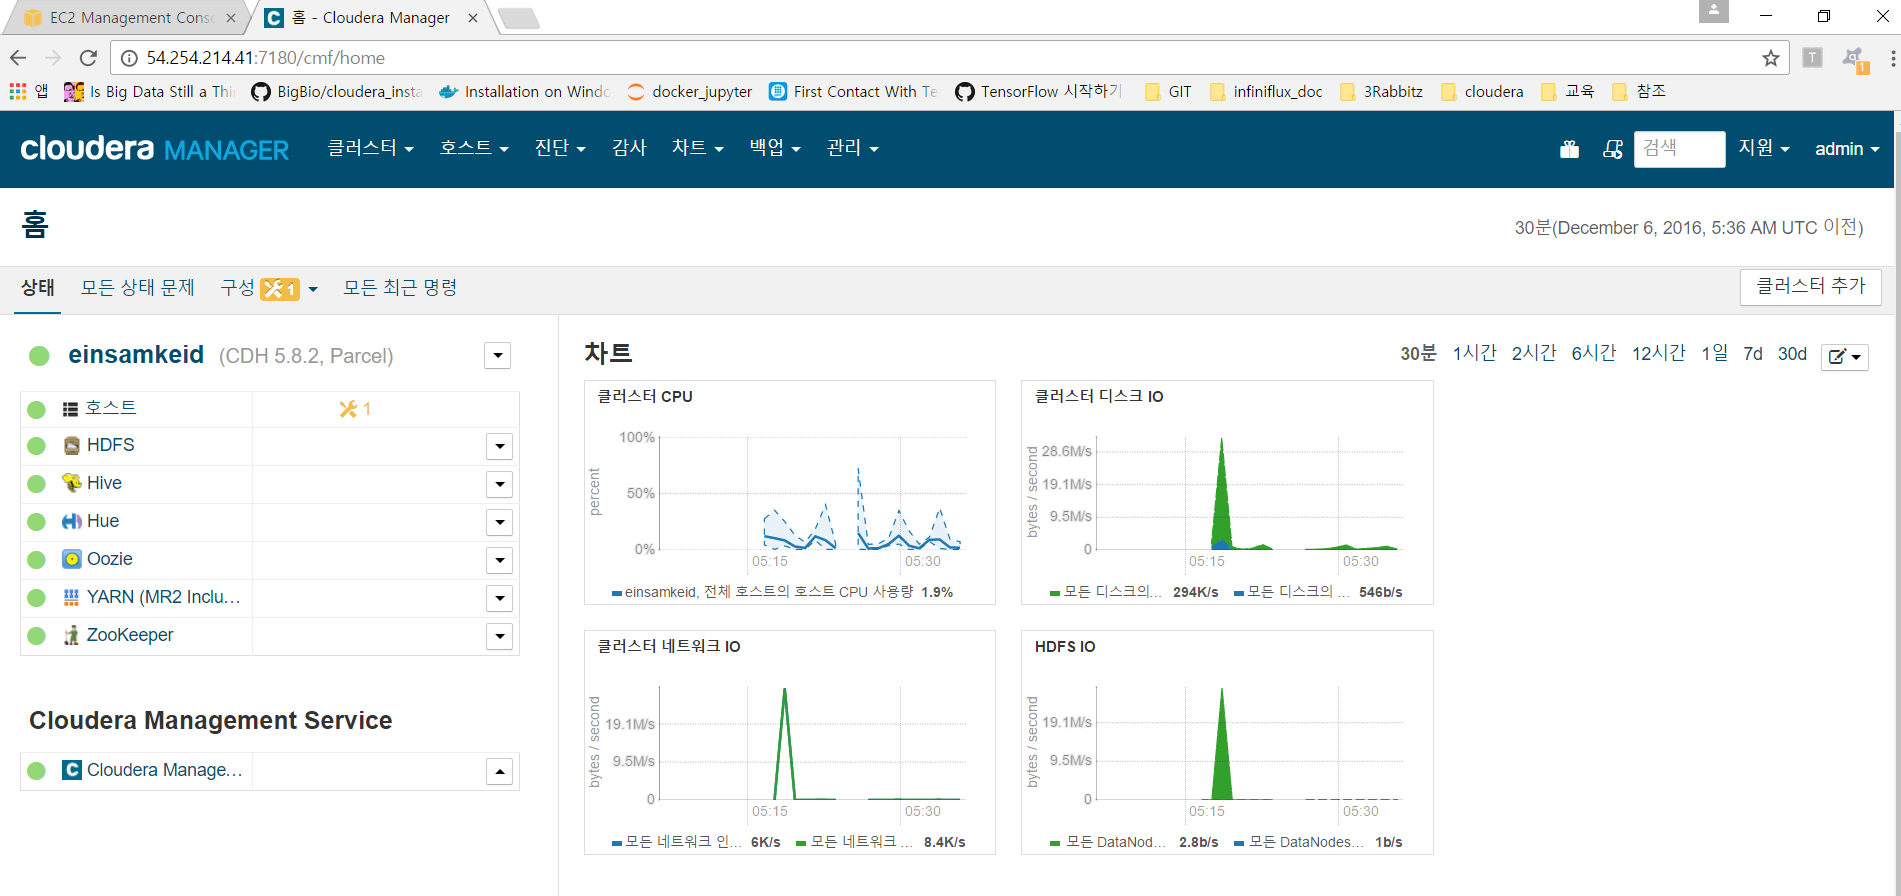 EC2 Management Conso
홈 - Cloudera Manager
54.254.214.41:7180/cmf/home
앱
Is Big Data Still a Thi
BigBio/cloudera_insta
Installation on Windo
docker_jupyter
First Contact With Te
TensorFlow 시작하기
GIT
infiniflux_doc
3Rabbitz
cloudera
교육
참조
T
1
cloudera MANAGER
클러스터
호스트
진단
감사
차트
백업
관리
검색
지원
admin
홈
30분(December 6, 2016, 5:36 AM UTC 이전)
상태
모든 상태 문제
구성 1
모든 최근 명령
클러스터 추가
einsamkeid (CDH 5.8.2, Parcel)
호스트 1
HDFS
Hive
Hue
Oozie
YARN (MR2 Inclu...
ZooKeeper
Cloudera Management Service
C Cloudera Manage...
차트
30분 1시간 2시간 6시간 12시간 1일 7d 30d
클러스터 CPU
percent
100%
50%
0%
05:15
05:30
einsamkeid, 전체 호스트의 호스트 CPU 사용량 1.9%
클러스터 디스크 IO
bytes / second
28.6M/s
19.1M/s
9.5M/s
0
05:15
05:30
모든 디스크의... 294K/s 모든 디스크의 ... 546b/s
클러스터 네트워크 IO
bytes / second
19.1M/s
9.5M/s
0
05:15
05:30
모든 네트워크 인... 6K/s 모든 네트워크 ... 8.4K/s
HDFS IO
bytes / second
19.1M/s
9.5M/s
0
05:15
05:30
모든 DataNod... 2.8b/s 모든 DataNodes... 1b/s